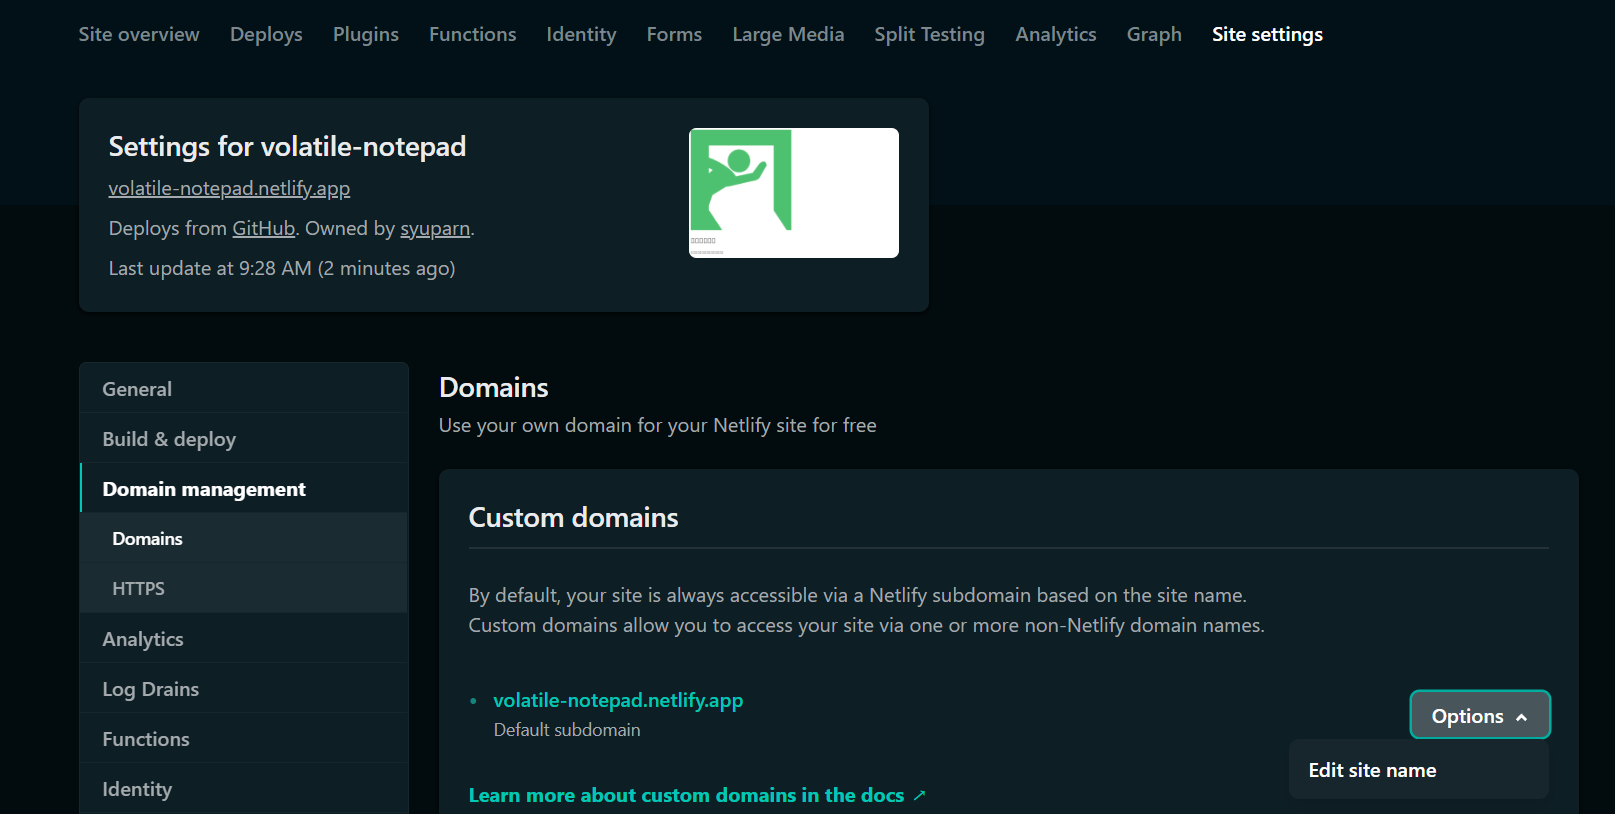 Site overview Deploys Plugins Functions Identity Forms Large Media Split Testing Analytics Graph Site settings
Settings for volatile-notepad
volatile-notepad.netlify.app
Deploys from GitHub. Owned by syuparn.
Last update at 9:28 AM (2 minutes ago)
General
Build & deploy
Domain management
Domains
HTTPS
Analytics
Log Drains
Functions
Identity
Domains
Use your own domain for your Netlify site for free
Custom domains
By default, your site is always accessible via a Netlify subdomain based on the site name.
Custom domains allow you to access your site via one or more non-Netlify domain names.
volatile-notepad.netlify.app
Default subdomain
Options
Edit site name
Learn more about custom domains in the docs ↗